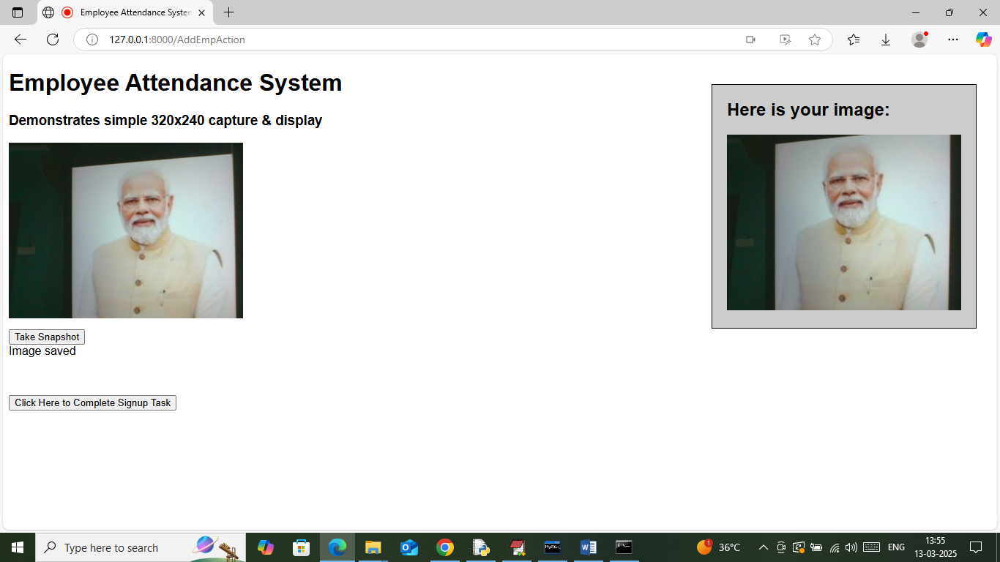 Employee Attendance System
127.0.0.1:8000/AddEmpAction
Employee Attendance System
Demonstrates simple 320x240 capture & display
Take Snapshot
Image saved
Click Here to Complete Signup Task
Here is your image:
Type here to search
1
36°C
ENG
13:55
13-03-2025